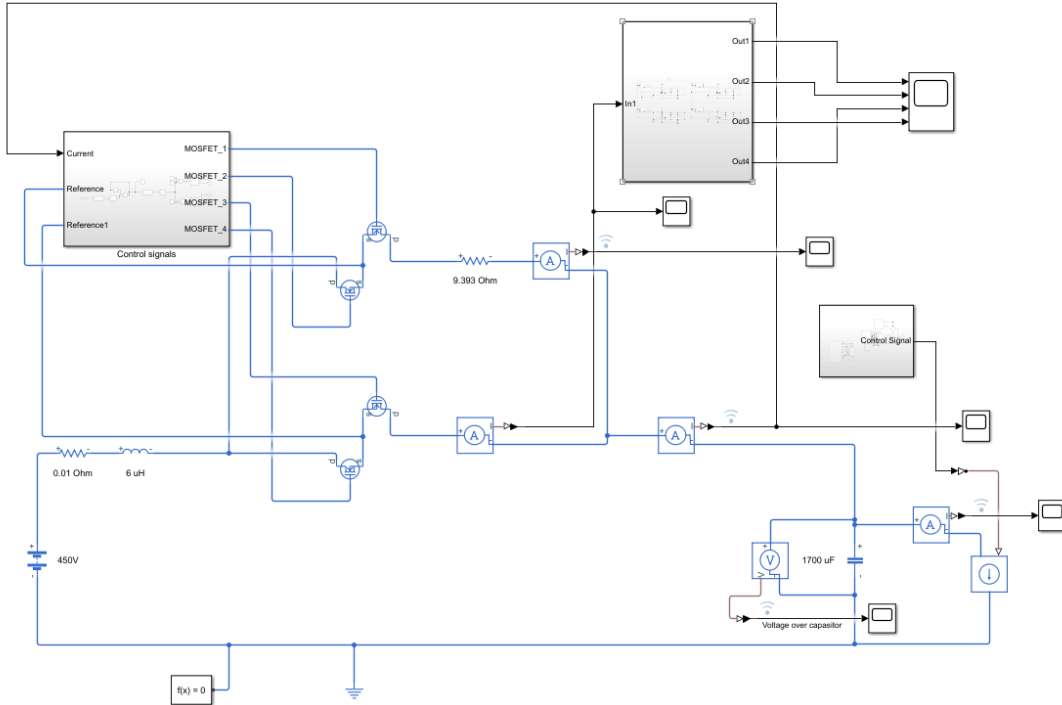 Out1
Out2
In1
Out3
Out4
Current
Reference
Reference1
MOSFET_1
MOSFET_2
MOSFET_3
MOSFET_4
Control signals
s
d
d
s
+
-
9.393 Ohm
+
A
I
-
Control Signal
s
d
d
s
+
A
I
-
+
A
I
-
+
-
+
-
0.01 Ohm
6 uH
+
A
I
-
+
-
450V
+
V
-
V
1700 uF
+
-
Voltage over capasitor
f(x) = 0